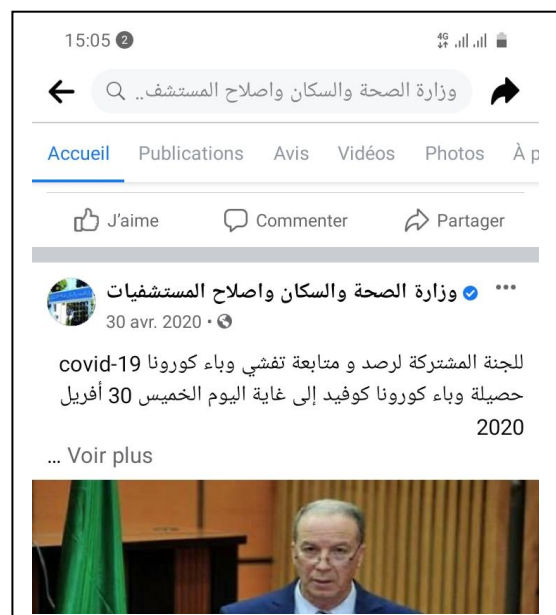 15:05 2 4G
وزارة الصحة والسكان واصلاح المستشف..
Accueil Publications Avis Vidéos Photos À p
J'aime Commenter Partager
وزارة الصحة والسكان واصلاح المستشفيات
30 avr. 2020 ·
للجنة المشتركة لرصد و متابعة تفشي وباء كورونا covid-19
حصيلة وباء كورونا كوفيد إلى غاية اليوم الخميس 30 أفريل
2020
... Voir plus